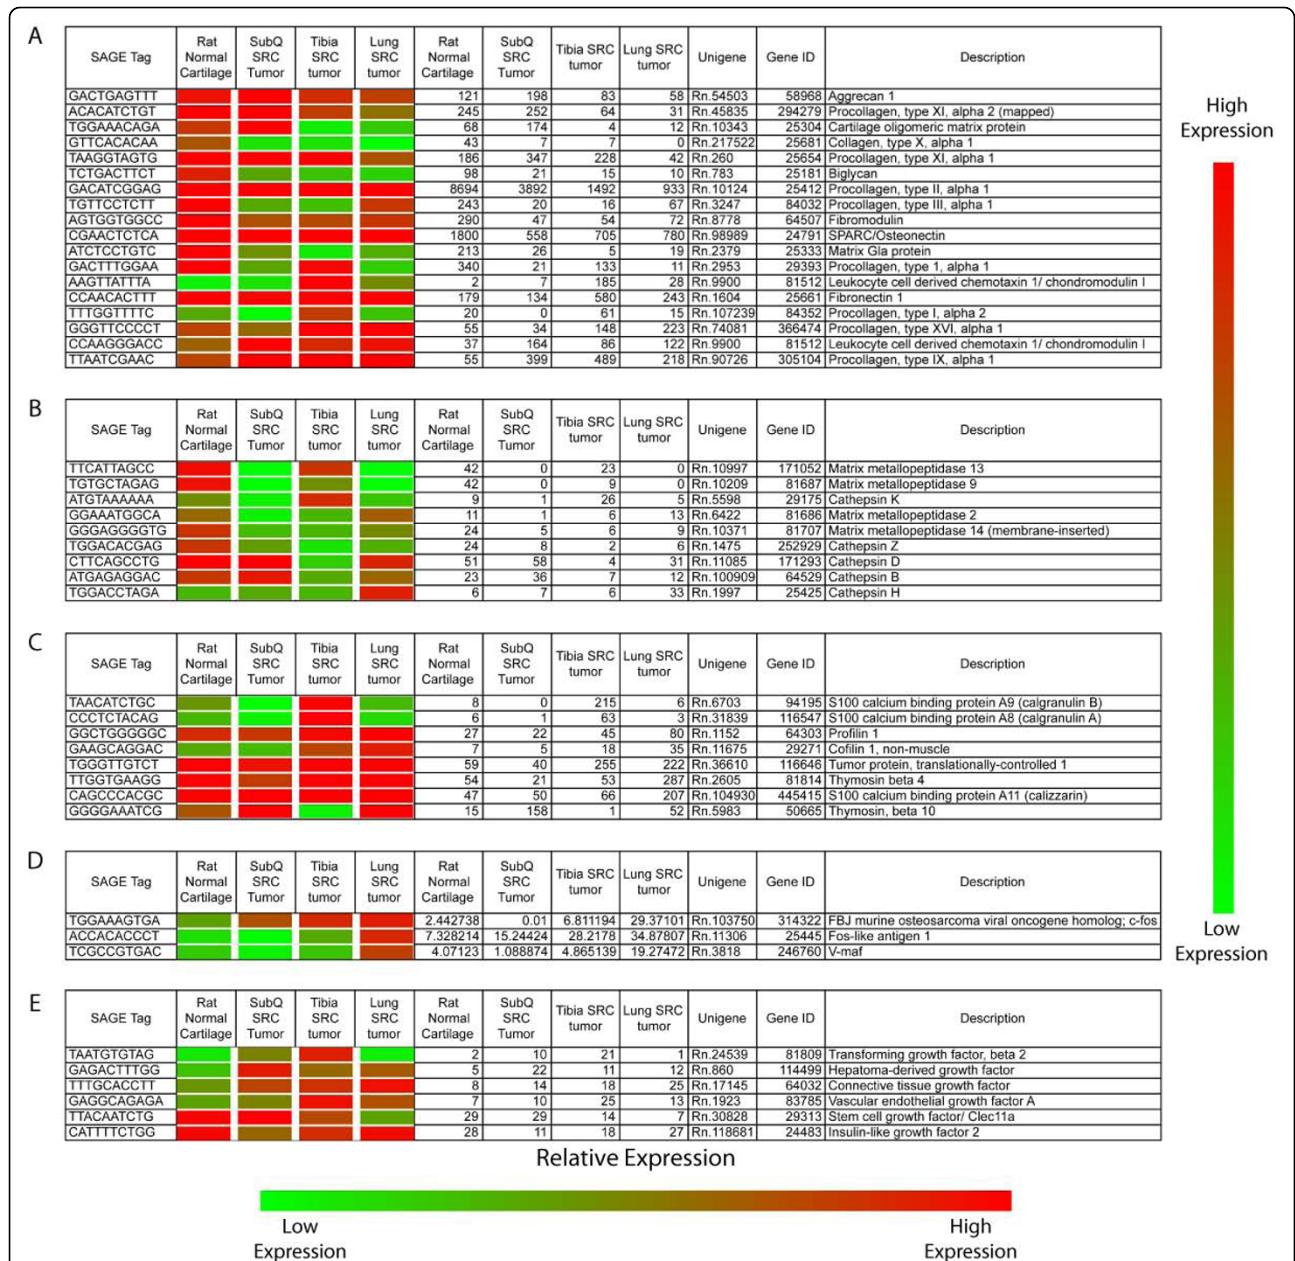 A
SAGE Tag Rat Normal Cartilage SubQ SRC Tumor Tibia SRC tumor Lung SRC tumor Rat Normal Cartilage SubQ SRC Tumor Tibia SRC tumor Lung SRC tumor Unigene Gene ID Description
GACTGAGTTT 121 198 83 58 Rn.54503 58968 Aggrecan 1
ACACATCTGT 245 252 64 31 Rn.45835 294279 Procollagen, type XI, alpha 2 (mapped)
TGGAAACAGA 68 174 4 12 Rn.10343 25304 Cartilage oligomeric matrix protein
GTTCACACAA 43 7 7 0 Rn.217522 25681 Collagen, type X, alpha 1
TAAGGTAGTG 186 347 228 42 Rn.260 25654 Procollagen, type XI, alpha 1
TCTGACTTCT 98 21 15 10 Rn.783 25181 Biglycan
GACATCGGAG 8694 3892 1492 933 Rn.10124 25412 Procollagen, type II, alpha 1
TGTTCCTCTT 243 20 16 67 Rn.3247 84032 Procollagen, type III, alpha 1
AGTGGTGGCC 290 47 54 72 Rn.8778 64507 Fibromodulin
CGAACTCTCA 1800 558 705 780 Rn.98989 24791 SPARC/Osteonectin
ATCTCCTGTC 213 26 5 19 Rn.2379 25333 Matrix Gla protein
GACTTTGGAA 340 21 133 11 Rn.2953 29393 Procollagen, type 1, alpha 1
AAGTTATTTA 2 7 185 28 Rn.9900 81512 Leukocyte cell derived chemotaxin 1/ chondromodulin I
CCAACACTTT 179 134 580 243 Rn.1604 25661 Fibronectin 1
TTTGGTTTTC 20 0 61 15 Rn.107239 84352 Procollagen, type I, alpha 2
GGGTTCCCCT 55 34 148 223 Rn.74081 366474 Procollagen, type XVI, alpha 1
CCAAGGGACC 37 164 86 122 Rn.9900 81512 Leukocyte cell derived chemotaxin 1/ chondromodulin I
TTAATCGAAC 55 399 489 218 Rn.90726 305104 Procollagen, type IX, alpha 1
High
Expression
B
SAGE Tag Rat Normal Cartilage SubQ SRC Tumor Tibia SRC tumor Lung SRC tumor Rat Normal Cartilage SubQ SRC Tumor Tibia SRC tumor Lung SRC tumor Unigene Gene ID Description
TTCATTAGCC 42 0 23 0 Rn.10997 171052 Matrix metallopeptidase 13
TGTGCTAGAG 42 0 9 0 Rn.10209 81687 Matrix metallopeptidase 9
ATGTAAAAAA 9 1 26 5 Rn.5598 29175 Cathepsin K
GGAAATGGCA 11 1 6 13 Rn.6422 81686 Matrix metallopeptidase 2
GGGAGGGGTG 24 5 6 9 Rn.10371 81707 Matrix metallopeptidase 14 (membrane-inserted)
TGGACACGAG 24 8 2 6 Rn.1475 252929 Cathepsin Z
CTTCAGCCTG 51 58 4 31 Rn.11085 171293 Cathepsin D
ATGAGAGGAC 23 36 7 12 Rn.100909 64529 Cathepsin B
TGGACCTAGA 6 7 6 33 Rn.1997 25425 Cathepsin H
C
SAGE Tag Rat Normal Cartilage SubQ SRC Tumor Tibia SRC tumor Lung SRC tumor Rat Normal Cartilage SubQ SRC Tumor Tibia SRC tumor Lung SRC tumor Unigene Gene ID Description
TAACATCTGC 8 0 215 6 Rn.6703 94195 S100 calcium binding protein A9 (calgranulin B)
CCCTCTACAG 6 1 63 3 Rn.31839 116547 S100 calcium binding protein A8 (calgranulin A)
GGCTGGGGGC 27 22 45 80 Rn.1152 64303 Profilin 1
GAAGCAGGAC 7 5 18 35 Rn.11675 29271 Cofilin 1, non-muscle
TGGGTTGTCT 59 40 255 222 Rn.36610 116646 Tumor protein, translationally-controlled 1
TTGGTGAAGG 54 21 53 287 Rn.2605 81814 Thymosin beta 4
CAGCCCACGC 47 50 66 207 Rn.104930 445415 S100 calcium binding protein A11 (calizzarin)
GGGGAAATCG 15 158 1 52 Rn.5983 50665 Thymosin, beta 10
D
SAGE Tag Rat Normal Cartilage SubQ SRC Tumor Tibia SRC tumor Lung SRC tumor Rat Normal Cartilage SubQ SRC Tumor Tibia SRC tumor Lung SRC tumor Unigene Gene ID Description
TGGAAAGTGA 2.442738 0.01 6.811194 29.37101 Rn.103750 314322 FBJ murine osteosarcoma viral oncogene homolog; c-fos
ACCACACCCT 7.328214 15.24424 28.2178 34.87807 Rn.11306 25445 Fos-like antigen 1
TCGCCGTGAC 4.07123 1.088874 4.865139 19.27472 Rn.3818 246760 V-maf
Low
Expression
E
SAGE Tag Rat Normal Cartilage SubQ SRC Tumor Tibia SRC tumor Lung SRC tumor Rat Normal Cartilage SubQ SRC Tumor Tibia SRC tumor Lung SRC tumor Unigene Gene ID Description
TAATGTGTAG 2 10 21 1 Rn.24539 81809 Transforming growth factor, beta 2
GAGACTTTGG 5 22 11 12 Rn.860 114499 Hepatoma-derived growth factor
TTTGCACCTT 8 14 18 25 Rn.17145 64032 Connective tissue growth factor
GAGGCAGAGA 7 10 25 13 Rn.1923 83785 Vascular endothelial growth factor A
TTACAATCTG 29 29 14 7 Rn.30828 29313 Stem cell growth factor/ Clec11a
CATTTTCTGG 28 11 18 27 Rn.118681 24483 Insulin-like growth factor 2
Relative Expression
Low
Expression
High
Expression